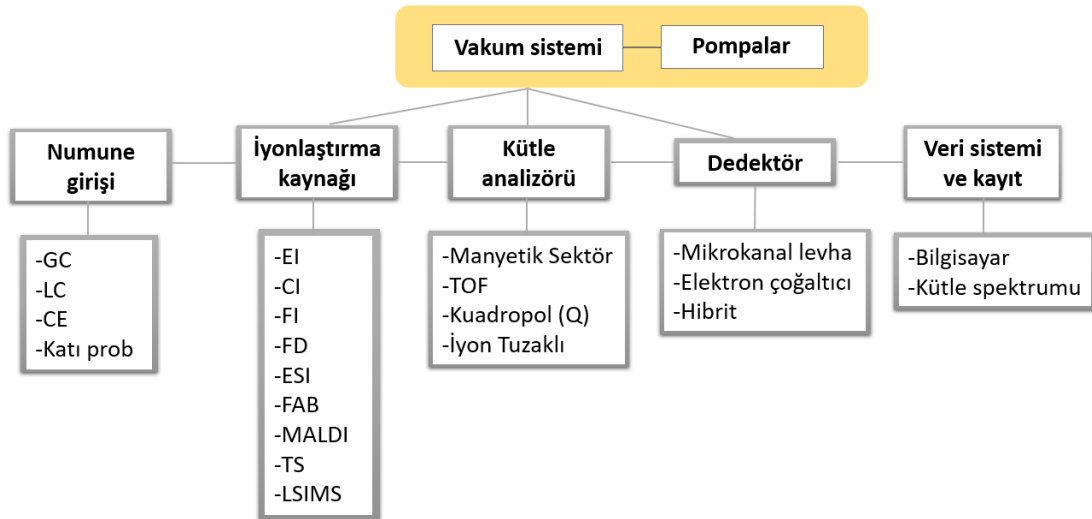 Vakum sistemi
Pompalar
Numune
girişi
İyonlaştırma
kaynağı
Kütle
analizörü
Dedektör
Veri sistemi
ve kayıt
-GC
-LC
-CE
-Katı prob
-EI
-CI
-FI
-FD
-ESI
-FAB
-MALDI
-TS
-LSIMS
-Manyetik Sektör
-TOF
-Kuadropol (Q)
-İyon Tuzaklı
-Mikrokanal levha
-Elektron çoğaltıcı
-Hibrit
-Bilgisayar
-Kütle spektrumu